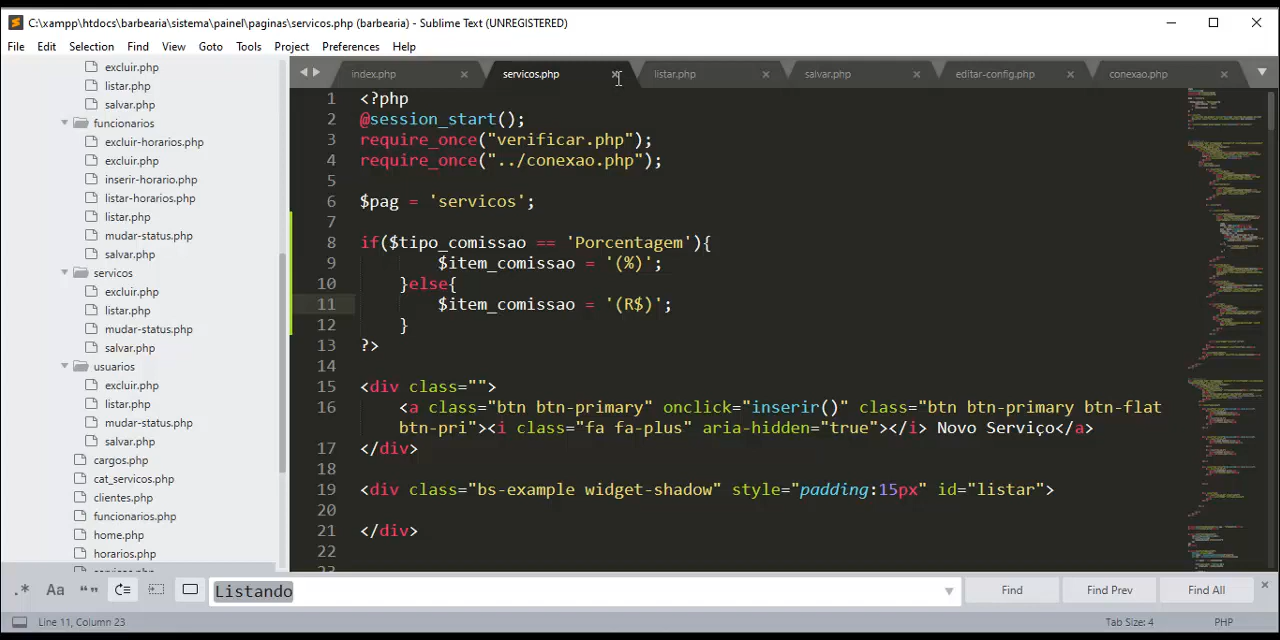 C:\xampp\htdocs\barbearia\sistema\painel\paginas\servicos.php (barbearia) - Sublime Text (UNREGISTERED)
File Edit Selection Find View Goto Tools Project Preferences Help
excluir.php
listar.php
salvar.php
funcionarios
excluir-horarios.php
excluir.php
inserir-horario.php
listar-horarios.php
listar.php
mudar-status.php
salvar.php
servicos
excluir.php
listar.php
mudar-status.php
salvar.php
usuarios
excluir.php
listar.php
mudar-status.php
salvar.php
cargos.php
cat_servicos.php
clientes.php
funcionarios.php
home.php
horarios.php
servicos.php
index.php servicos.php listar.php salvar.php editar-config.php conexao.php
1 <?php
2 @session_start();
3 require_once("verificar.php");
4 require_once("../conexao.php");
5
6 $pag = 'servicos';
7
8 if($tipo_comissao == 'Porcentagem'){
9 $item_comissao = '(%)';
10 }else{
11 $item_comissao = '(R$)';
12 }
13 ?>
14
15 <div class="">
16 <a class="btn btn-primary" onclick="inserir()" class="btn btn-primary btn-flat
btn-pri"><i class="fa fa-plus" aria-hidden="true"></i> Novo Serviço</a>
17 </div>
18
19 <div class="bs-example widget-shadow" style="padding:15px" id="listar">
20
21 </div>
22
23
.* Aa “” Listando Find Find Prev Find All
Line 11, Column 23 Tab Size: 4 PHP